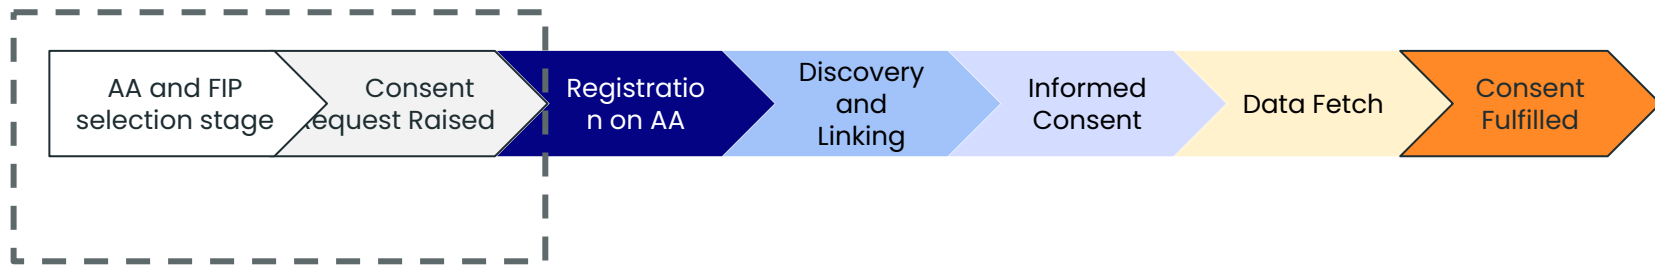 AA and FIP
selection stage
Consent
Request Raised
Registratio
n on AA
Discovery
and
Linking
Informed
Consent
Data Fetch
Consent
Fulfilled